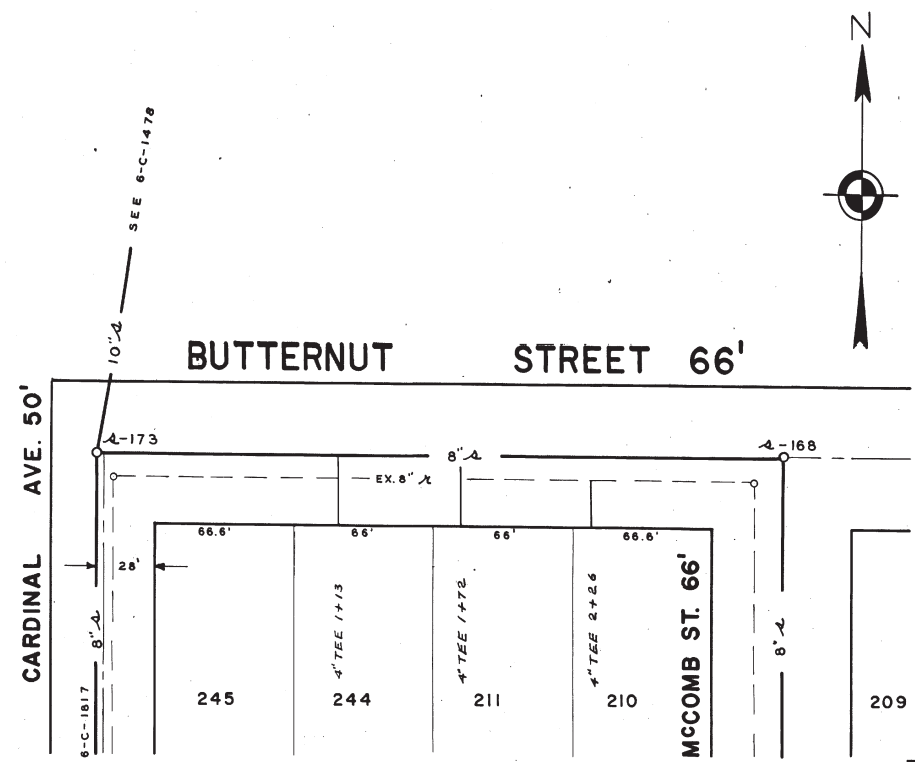 N
SEE 6-C-1478
10"s
BUTTERNUT STREET 66'
CARDINAL AVE. 50'
s-173
8"s
s-168
EX. 8" r
66.6'
66'
66'
66.6'
28'
8"s
6-C-1817
4"TEE 1+13
4"TEE 1+72
4"TEE 2+26
McCOMB ST. 66'
8"s
245
244
211
210
209